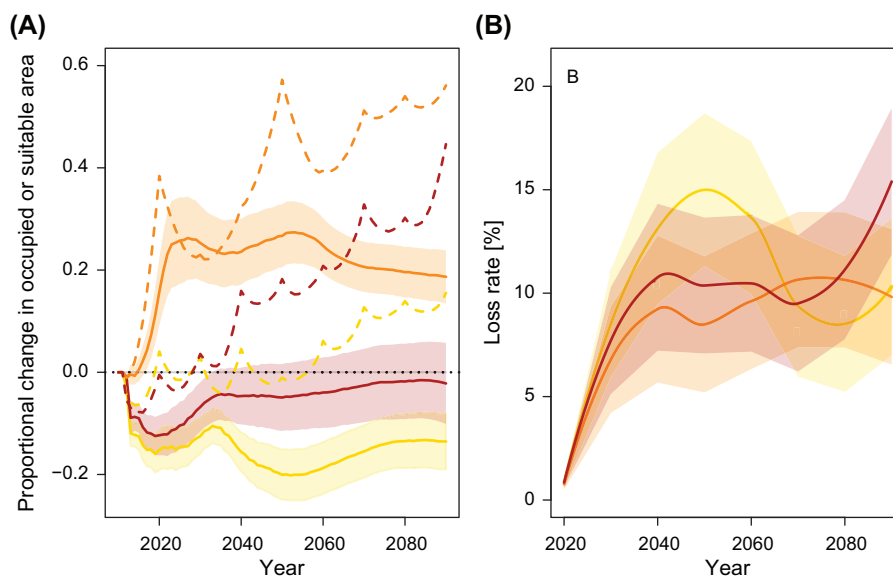 (A)
Proportional change in occupied or suitable area
0.6
0.4
0.2
0.0
−0.2
2020 2040 2060 2080
Year
(B)
B
Loss rate [%]
20
15
10
5
0
2020 2040 2060 2080
Year